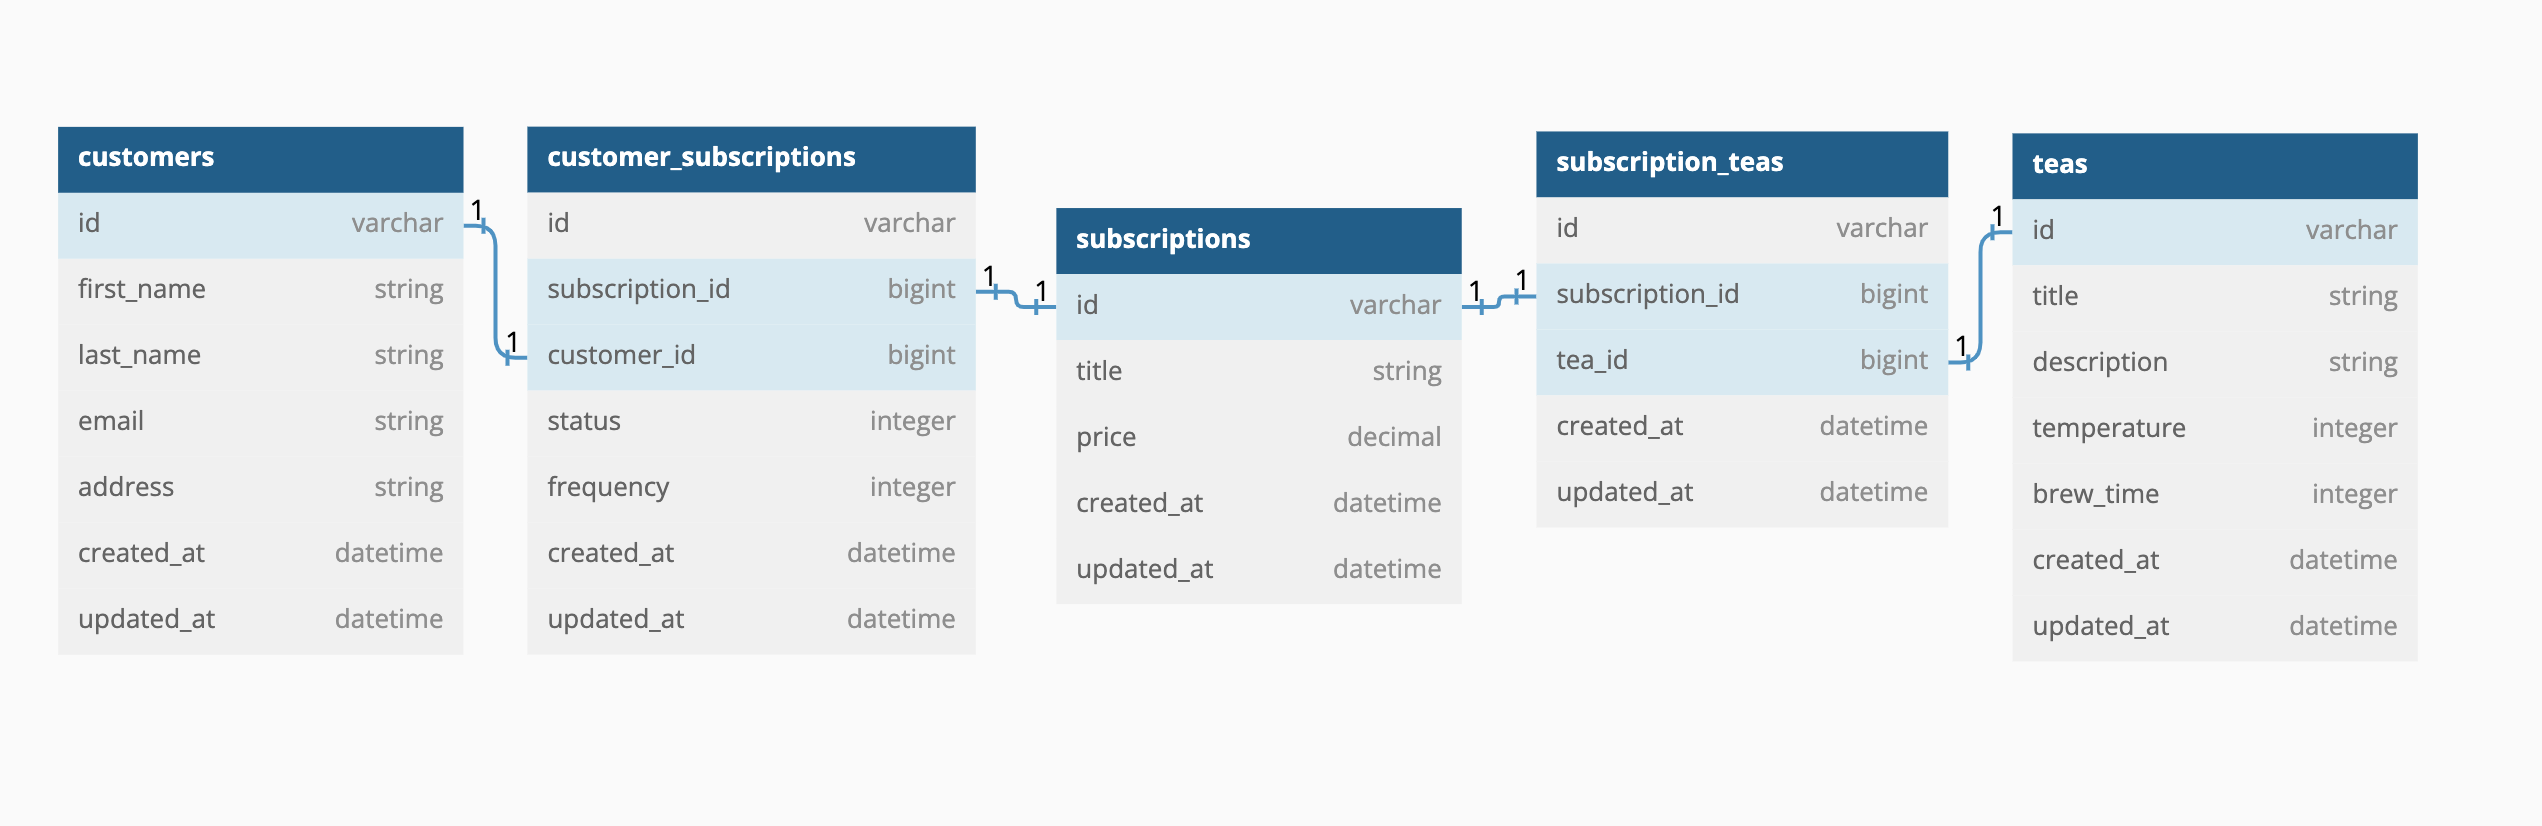 customers
id varchar
first_name string
last_name string
email string
address string
created_at datetime
updated_at datetime
1
1
customer_subscriptions
id varchar
subscription_id bigint
customer_id bigint
status integer
frequency integer
created_at datetime
updated_at datetime
1
1
subscriptions
id varchar
title string
price decimal
created_at datetime
updated_at datetime
1
1
subscription_teas
id varchar
subscription_id bigint
tea_id bigint
created_at datetime
updated_at datetime
1
1
teas
id varchar
title string
description string
temperature integer
brew_time integer
created_at datetime
updated_at datetime